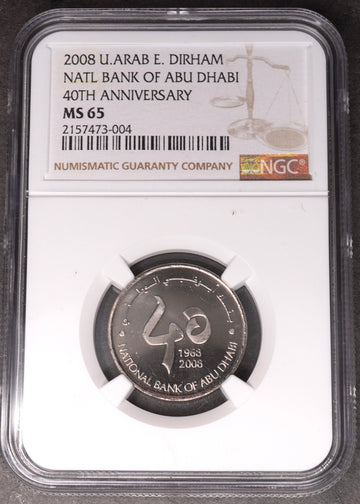 2008 U.ARAB E. DIRHAM
NATL BANK OF ABU DHABI
40TH ANNIVERSARY
MS 65
2157473-004
NUMISMATIC GUARANTY COMPANY
NGC
40
1968
2008
NATIONAL BANK OF ABU DHABI